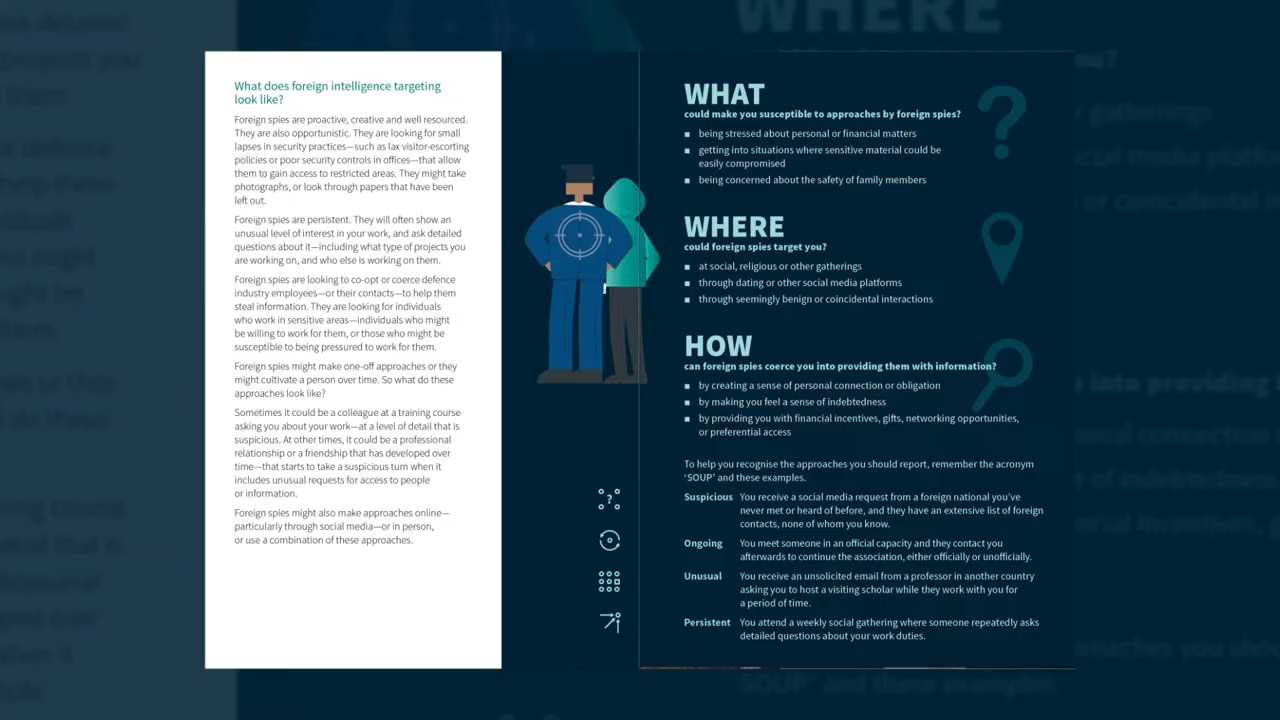 What does foreign intelligence targeting
look like?
Foreign spies are proactive, creative and well resourced.
They are also opportunistic. They are looking for small
lapses in security practices—such as lax visitor-escorting
policies or poor security controls in offices—that allow
them to gain access to restricted areas. They might take
photographs, or look through papers that have been
left out.
Foreign spies are persistent. They will often show an
unusual level of interest in your work, and ask detailed
questions about it—including what type of projects you
are working on, and who else is working on them.
Foreign spies are looking to co-opt or coerce defence
industry employees—or their contacts—to help them
steal information. They are looking for individuals
who work in sensitive areas—individuals who might
be willing to work for them, or those who might be
susceptible to being pressured to work for them.
Foreign spies might make one-off approaches or they
might cultivate a person over time. So what do these
approaches look like?
Sometimes it could be a colleague at a training course
asking you about your work—at a level of detail that is
suspicious. At other times, it could be a professional
relationship or a friendship that has developed over
time—that starts to take a suspicious turn when it
includes unusual requests for access to people
or information.
Foreign spies might also make approaches online—
particularly through social media—or in person,
or use a combination of these approaches.
WHAT
could make you susceptible to approaches by foreign spies?
■ being stressed about personal or financial matters
■ getting into situations where sensitive material could be
easily compromised
■ being concerned about the safety of family members
WHERE
could foreign spies target you?
■ at social, religious or other gatherings
■ through dating or other social media platforms
■ through seemingly benign or coincidental interactions
HOW
can foreign spies coerce you into providing them with information?
■ by creating a sense of personal connection or obligation
■ by making you feel a sense of indebtedness
■ by providing you with financial incentives, gifts, networking opportunities,
or preferential access
To help you recognise the approaches you should report, remember the acronym
'SOUP' and these examples.
Suspicious You receive a social media request from a foreign national you've
never met or heard of before, and they have an extensive list of foreign
contacts, none of whom you know.
Ongoing You meet someone in an official capacity and they contact you
afterwards to continue the association, either officially or unofficially.
Unusual You receive an unsolicited email from a professor in another country
asking you to host a visiting scholar while they work with you for
a period of time.
Persistent You attend a weekly social gathering where someone repeatedly asks
detailed questions about your work duties.